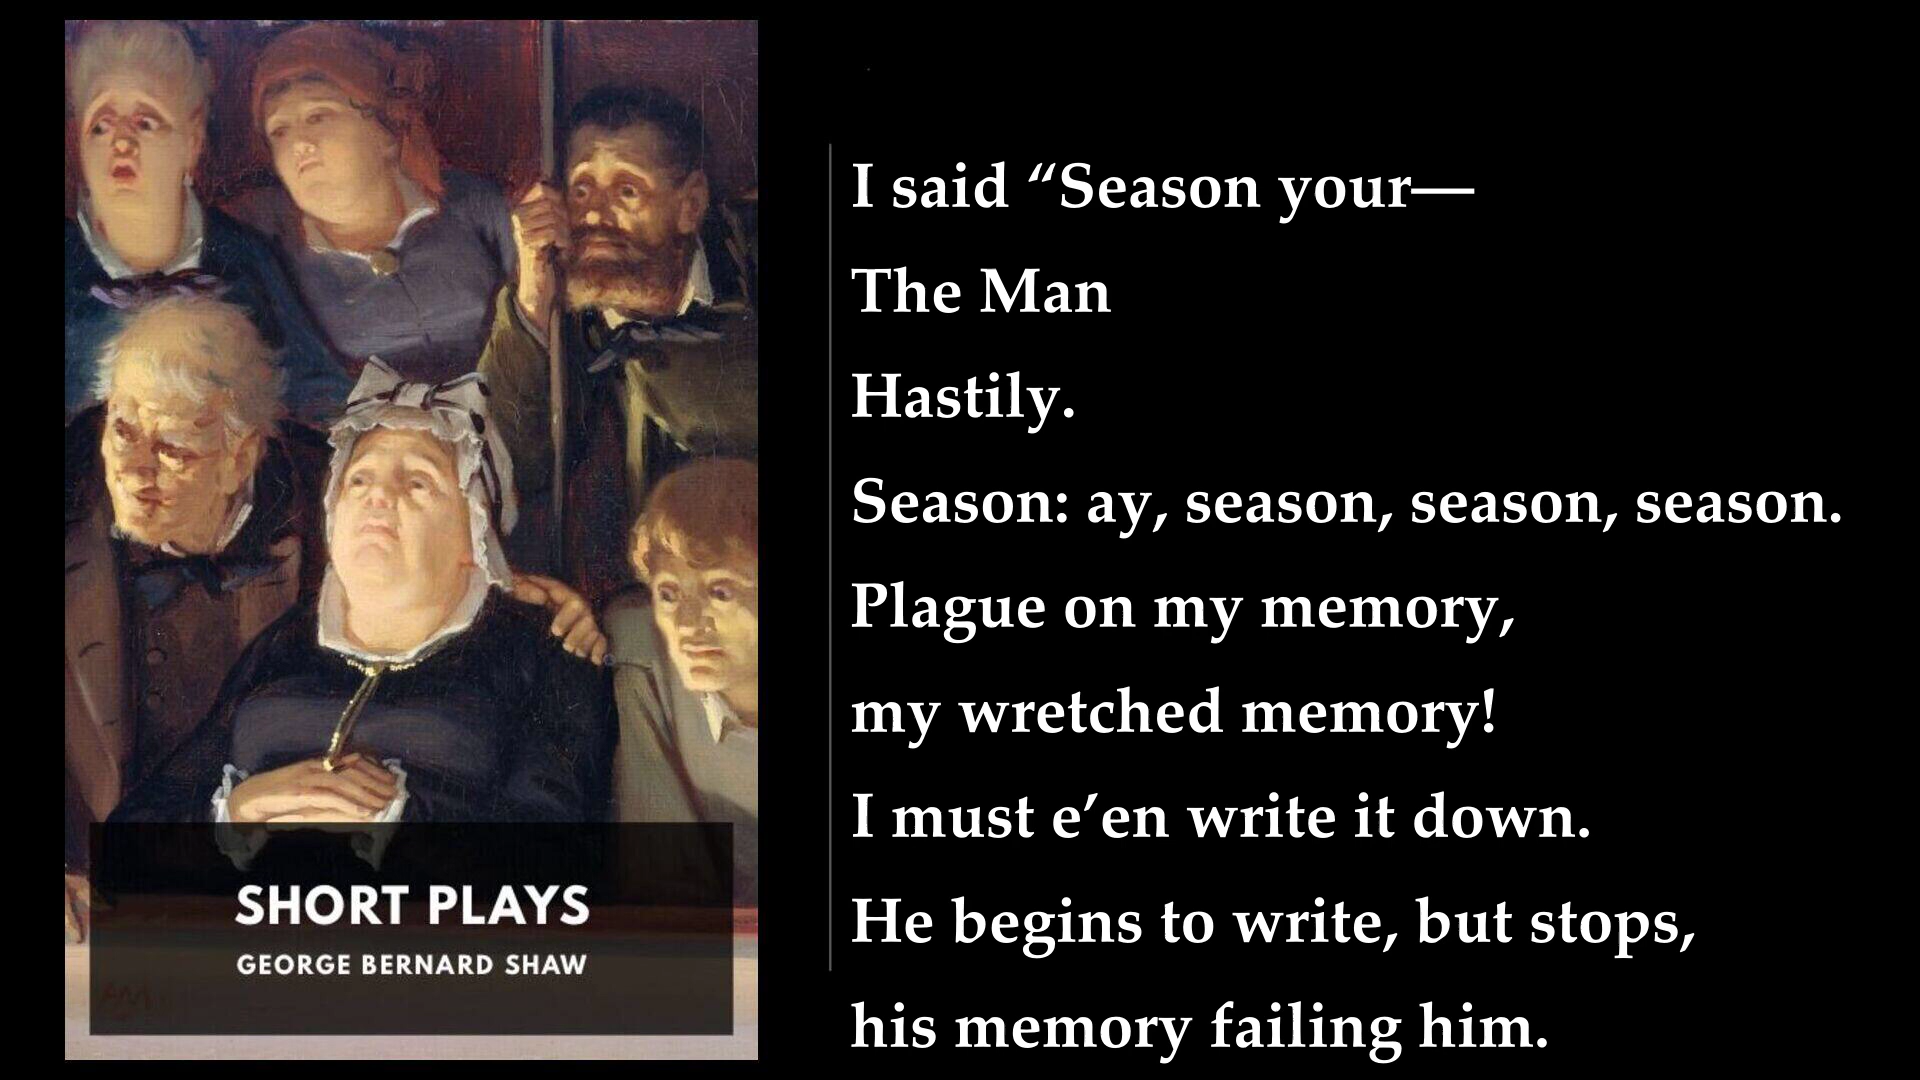 SHORT PLAYS
GEORGE BERNARD SHAW
I said “Season your—
The Man
Hastily.
Season: ay, season, season, season.
Plague on my memory,
my wretched memory!
I must e’en write it down.
He begins to write, but stops,
his memory failing him.